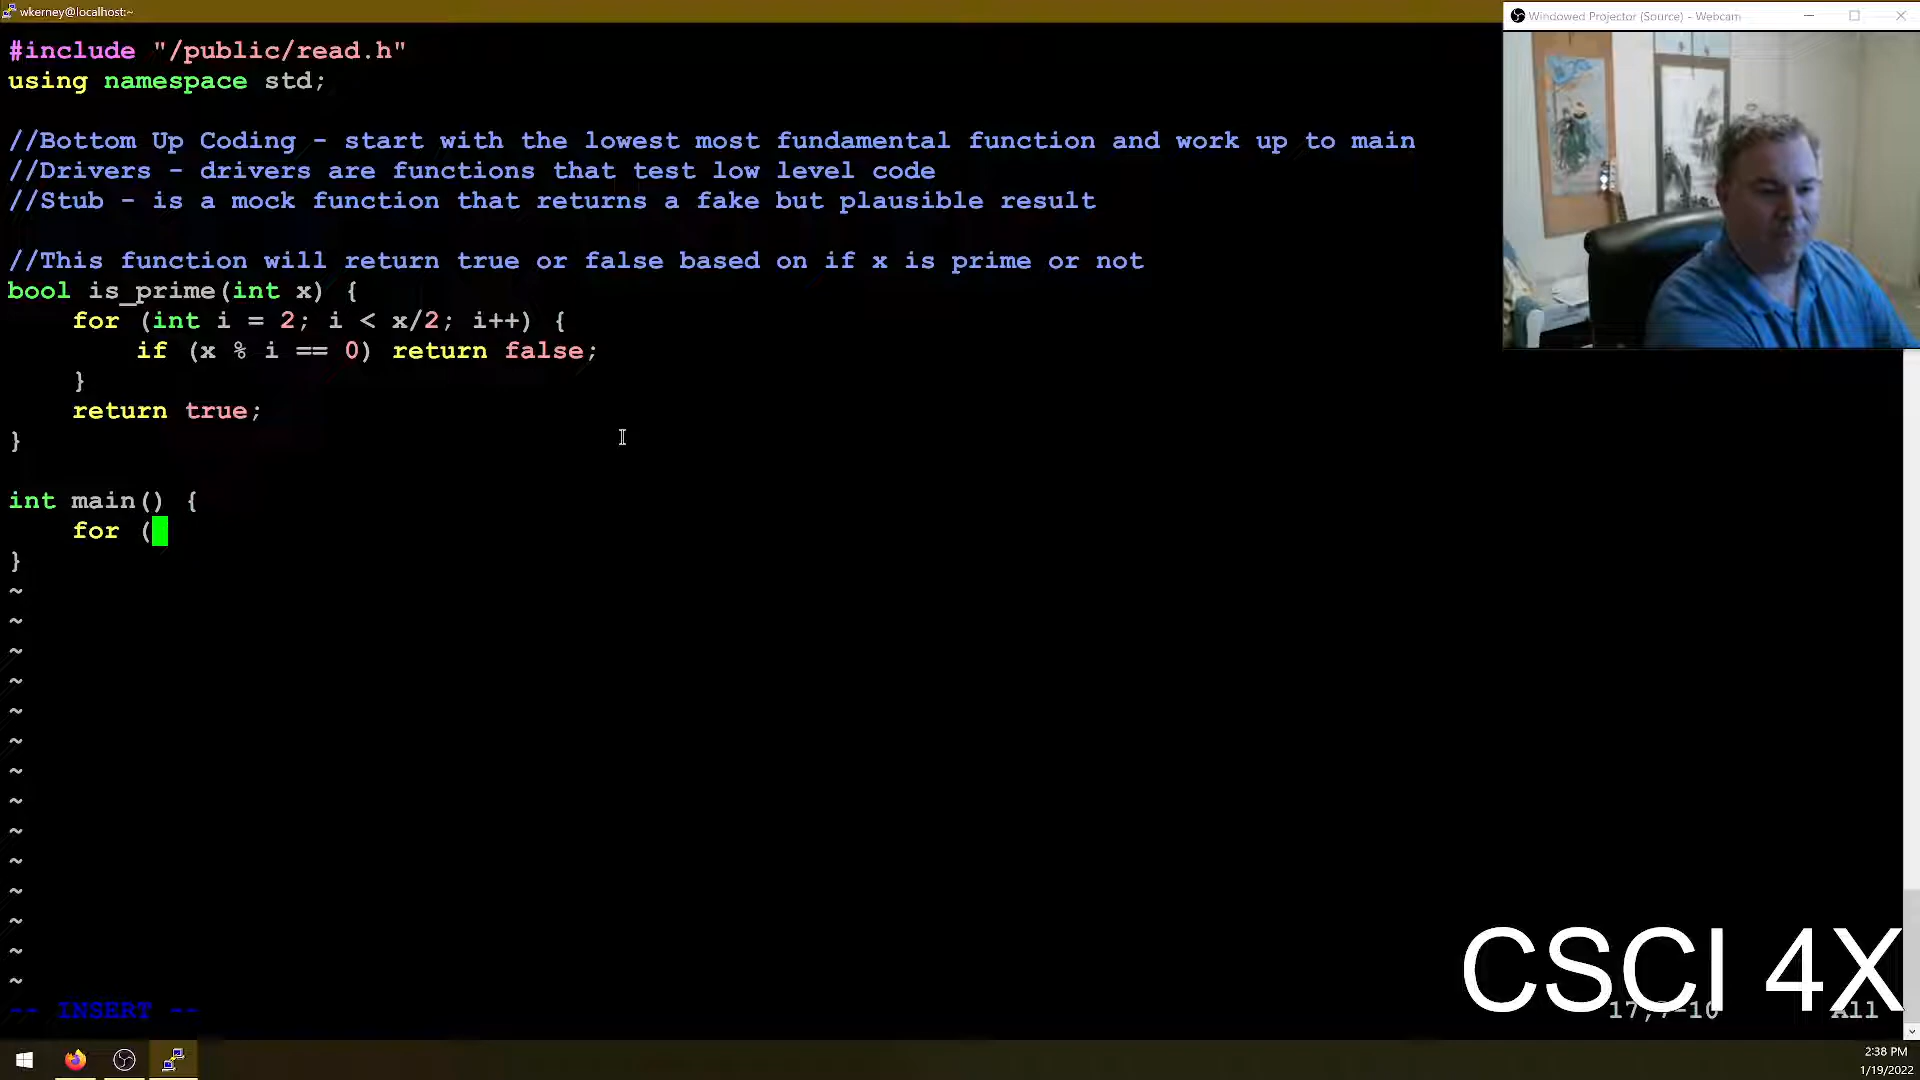 wkerney@localhost:~
Windowed Projector (Source) - Webcam
#include "/public/read.h"
using namespace std;
//Bottom Up Coding - start with the lowest most fundamental function and work up to main
//Drivers - drivers are functions that test low level code
//Stub - is a mock function that returns a fake but plausible result
//This function will return true or false based on if x is prime or not
bool is_prime(int x) {
    for (int i = 2; i < x/2; i++) {
        if (x % i == 0) return false;
    }
    return true;
}
int main() {
    for (
}
~
~
~
~
~
~
~
~
~
~
~
~
~
~
-- INSERT --
CSCI 4X
17,7-10
All
2:38 PM
1/19/2022